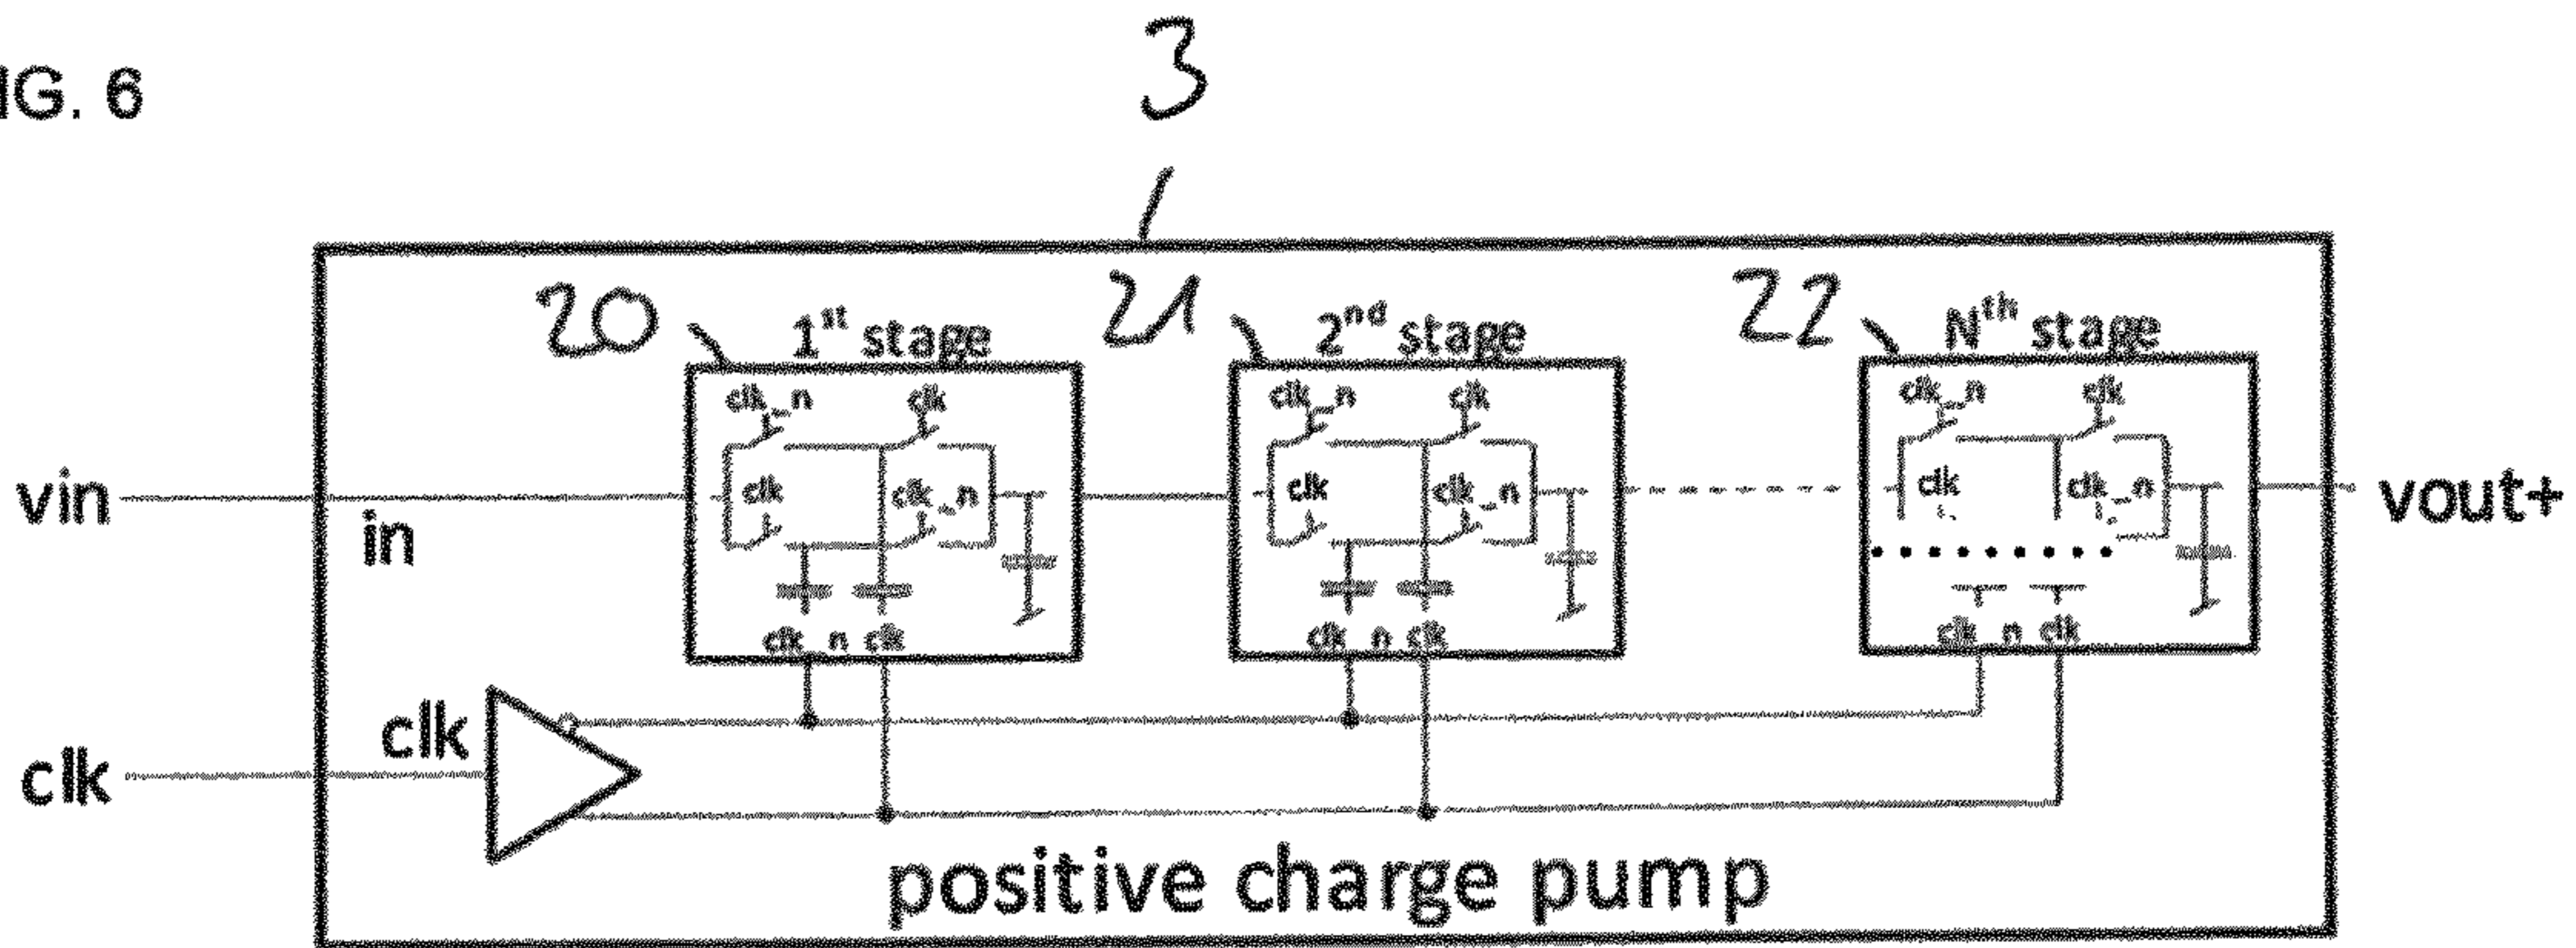 IG. 6
3
20 1st stage 21 2nd stage 22 Nth stage
clk_n clk clk_n clk clk_n clk
vin in clk clk_n clk clk_n clk clk_n vout+
clk_n clk clk_n clk clk_n clk
clk clk
positive charge pump